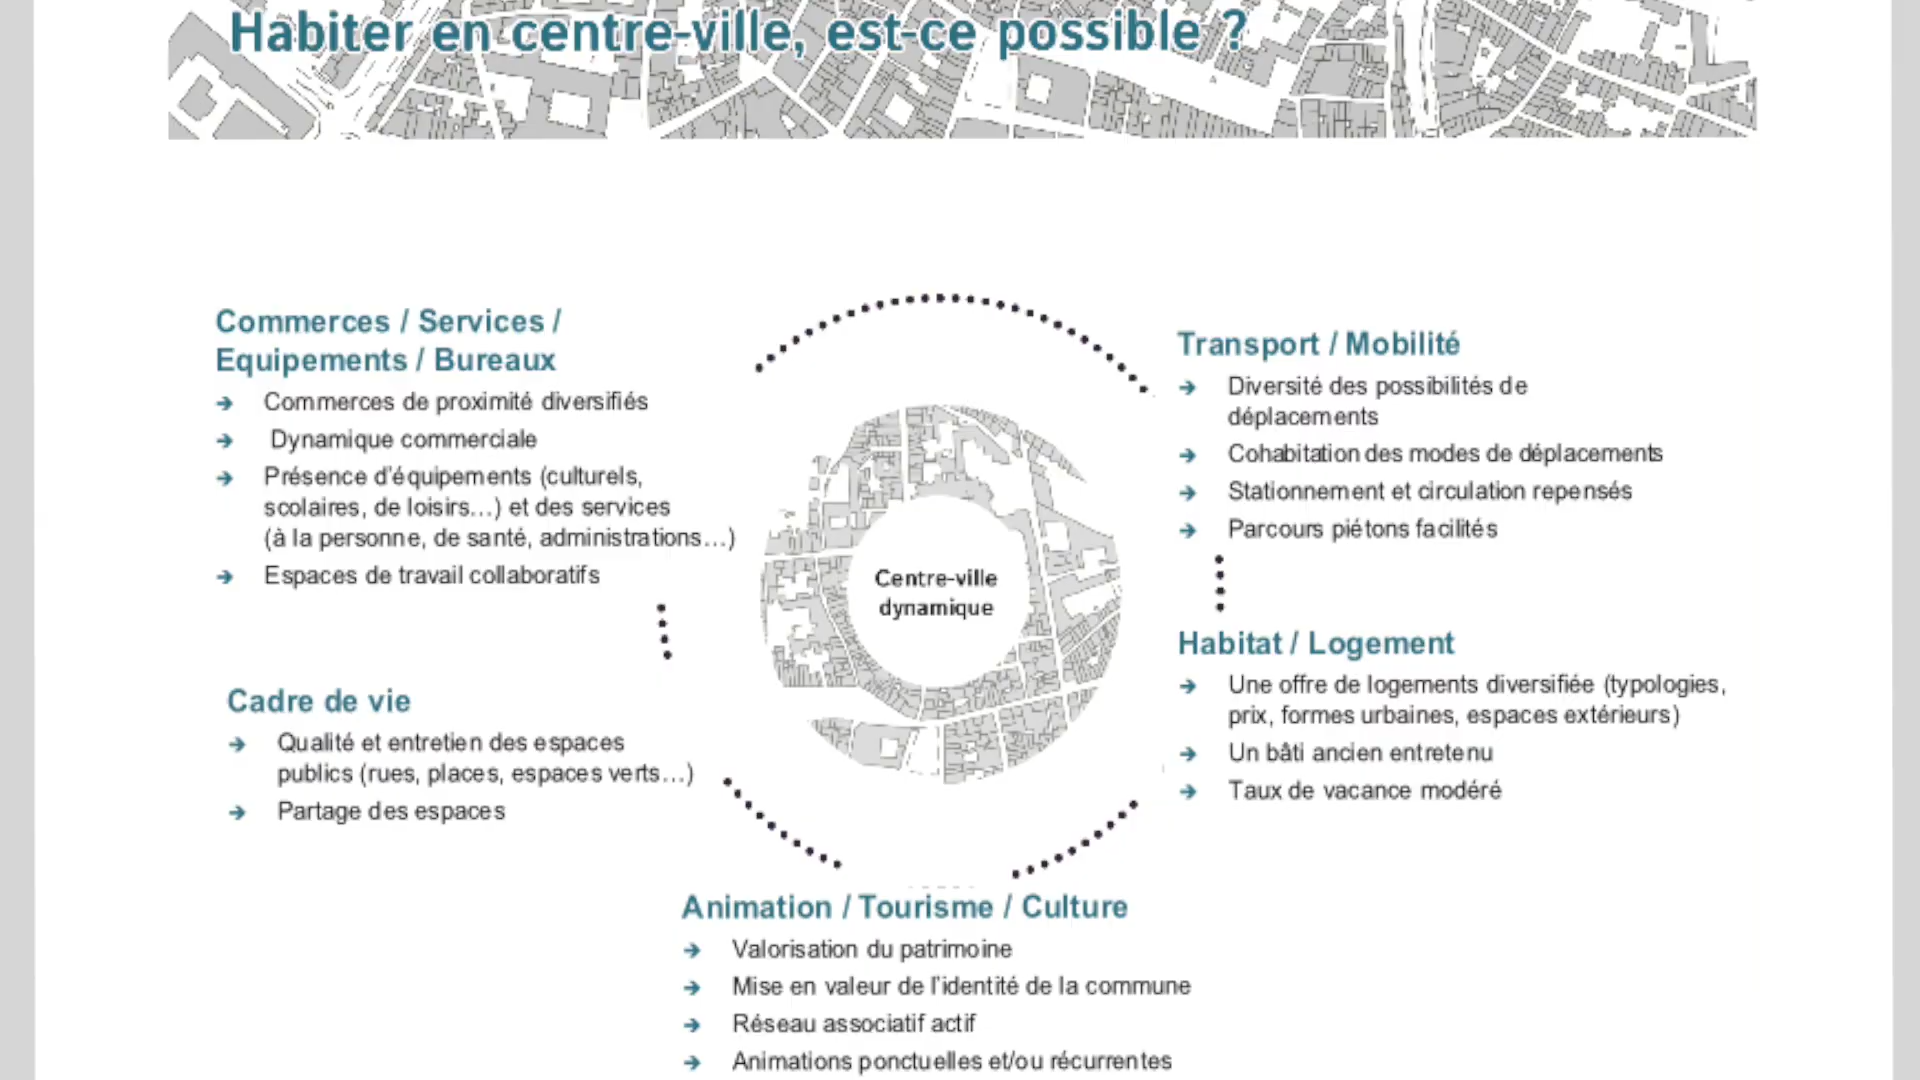 Habiter en centre-ville, est-ce possible ?
Commerces / Services /
Equipements / Bureaux
➔ Commerces de proximité diversifiés
➔ Dynamique commerciale
➔ Présence d'équipements (culturels,
scolaires, de loisirs…) et des services
(à la personne, de santé, administrations…)
➔ Espaces de travail collaboratifs
Transport / Mobilité
➔ Diversité des possibilités de
déplacements
➔ Cohabitation des modes de déplacements
➔ Stationnement et circulation repensés
➔ Parcours piétons facilités
Centre-ville
dynamique
Habitat / Logement
➔ Une offre de logements diversifiée (typologies,
prix, formes urbaines, espaces extérieurs)
➔ Un bâti ancien entretenu
➔ Taux de vacance modéré
Cadre de vie
➔ Qualité et entretien des espaces
publics (rues, places, espaces verts…)
➔ Partage des espaces
Animation / Tourisme / Culture
➔ Valorisation du patrimoine
➔ Mise en valeur de l'identité de la commune
➔ Réseau associatif actif
➔ Animations ponctuelles et/ou récurrentes